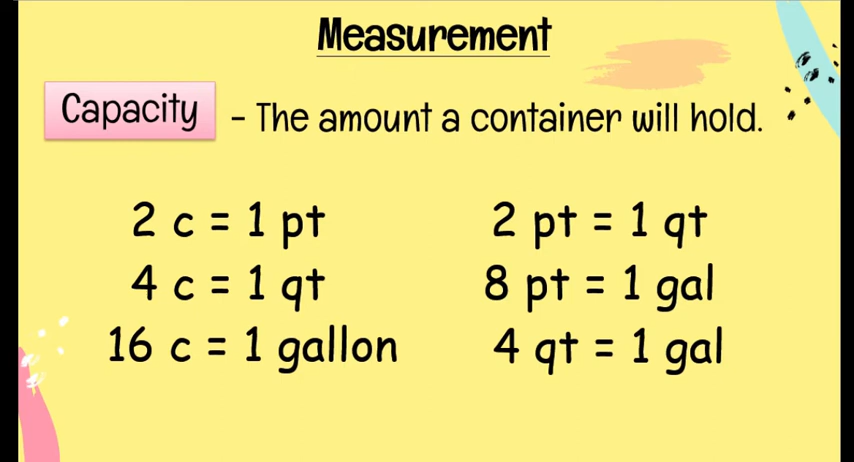 Measurement
Capacity - The amount a container will hold.
2 c = 1 pt
4 c = 1 qt
16 c = 1 gallon
2 pt = 1 qt
8 pt = 1 gal
4 qt = 1 gal